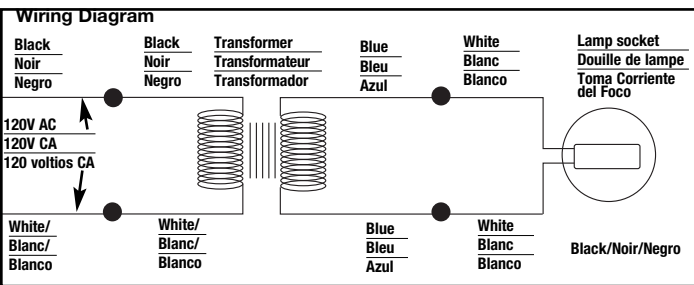 Wiring Diagram
Black
Noir
Negro
Black
Noir
Negro
Transformer
Transformateur
Transformador
Blue
Bleu
Azul
White
Blanc
Blanco
Lamp socket
Douille de lampe
Toma Corriente
del Foco
120V AC
120V CA
120 voltios CA
White/
Blanc/
Blanco
White/
Blanc/
Blanco
Blue
Bleu
Azul
White
Blanc
Blanco
Black/Noir/Negro